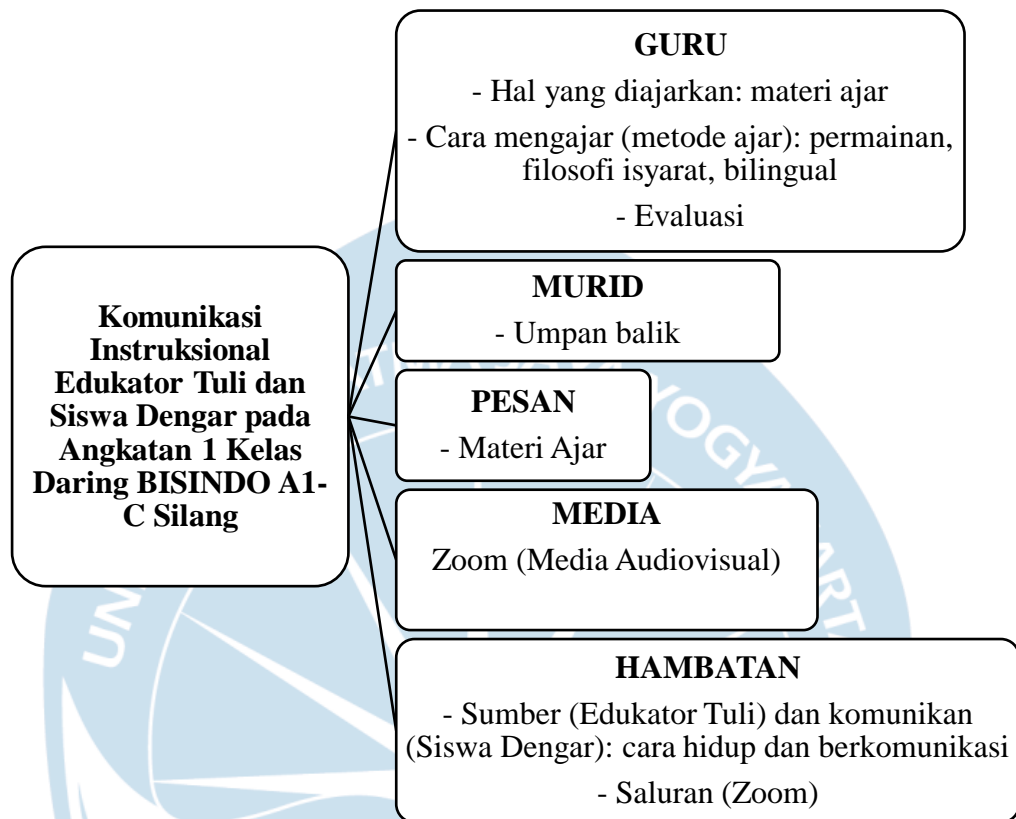 GURU
- Hal yang diajarkan: materi ajar
- Cara mengajar (metode ajar): permainan,
filosofi isyarat, bilingual
- Evaluasi
Komunikasi
Instruksional
Edukator Tuli dan
Siswa Dengar pada
Angkatan 1 Kelas
Daring BISINDO A1-
C Silang
MURID
- Umpan balik
PESAN
- Materi Ajar
MEDIA
Zoom (Media Audiovisual)
HAMBATAN
- Sumber (Edukator Tuli) dan komunikan
(Siswa Dengar): cara hidup dan berkomunikasi
- Saluran (Zoom)